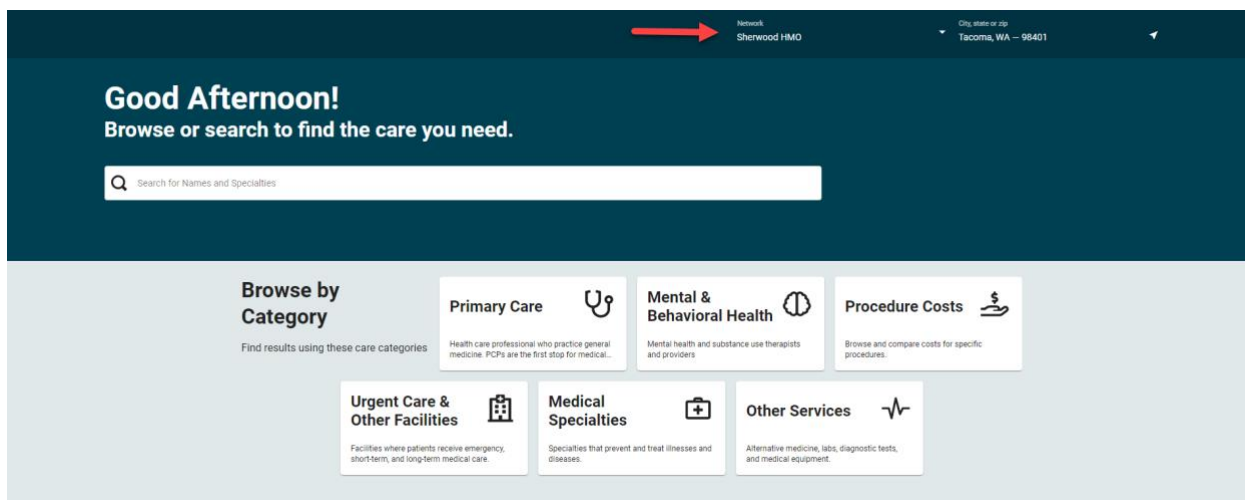 Network
Sherwood HMO
City, state or zip
Tacoma, WA — 98401
Good Afternoon!
Browse or search to find the care you need.
Search for Names and Specialties
Browse by
Category
Find results using these care categories
Primary Care
Health care professional who practice general
medicine. PCPs are the first stop for medical...
Mental &
Behavioral Health
Mental health and substance use therapists
and providers
Procedure Costs
Browse and compare costs for specific
procedures.
Urgent Care &
Other Facilities
Facilities where patients receive emergency,
short-term, and long-term medical care.
Medical
Specialties
Specialties that prevent and treat illnesses and
diseases.
Other Services
Alternative medicine, labs, diagnostic tests,
and medical equipment.